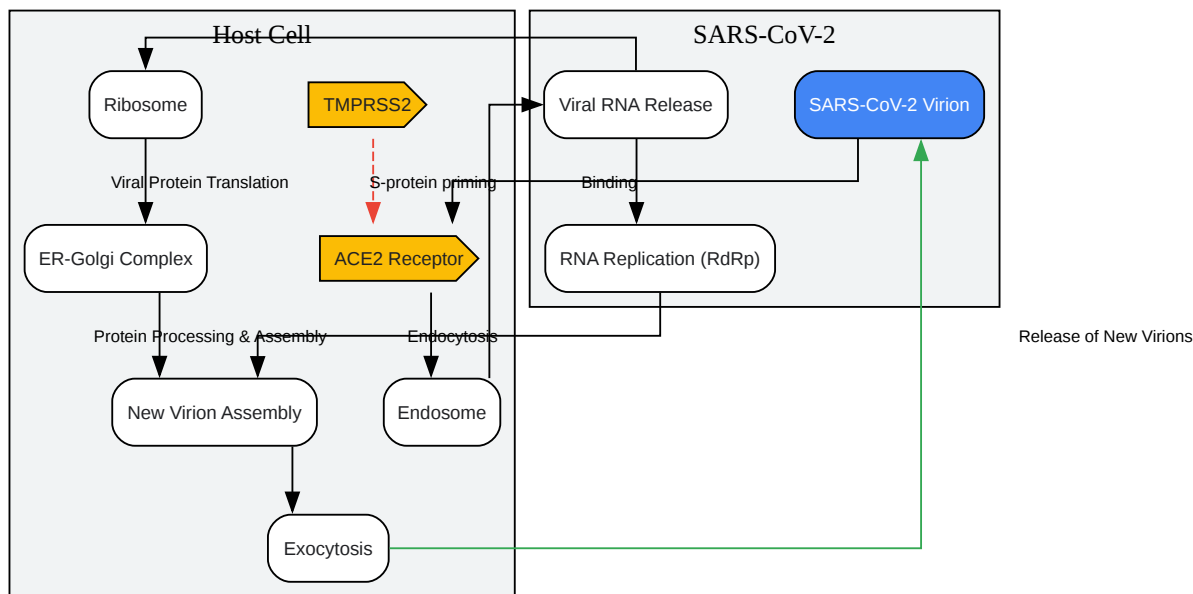 Host Cell
SARS-CoV-2
Ribosome
TMPRSS2
Viral RNA Release
SARS-CoV-2 Virion
Viral Protein Translation
S-protein priming
Binding
ER-Golgi Complex
ACE2 Receptor
RNA Replication (RdRp)
Protein Processing & Assembly
Endocytosis
Release of New Virions
New Virion Assembly
Endosome
Exocytosis